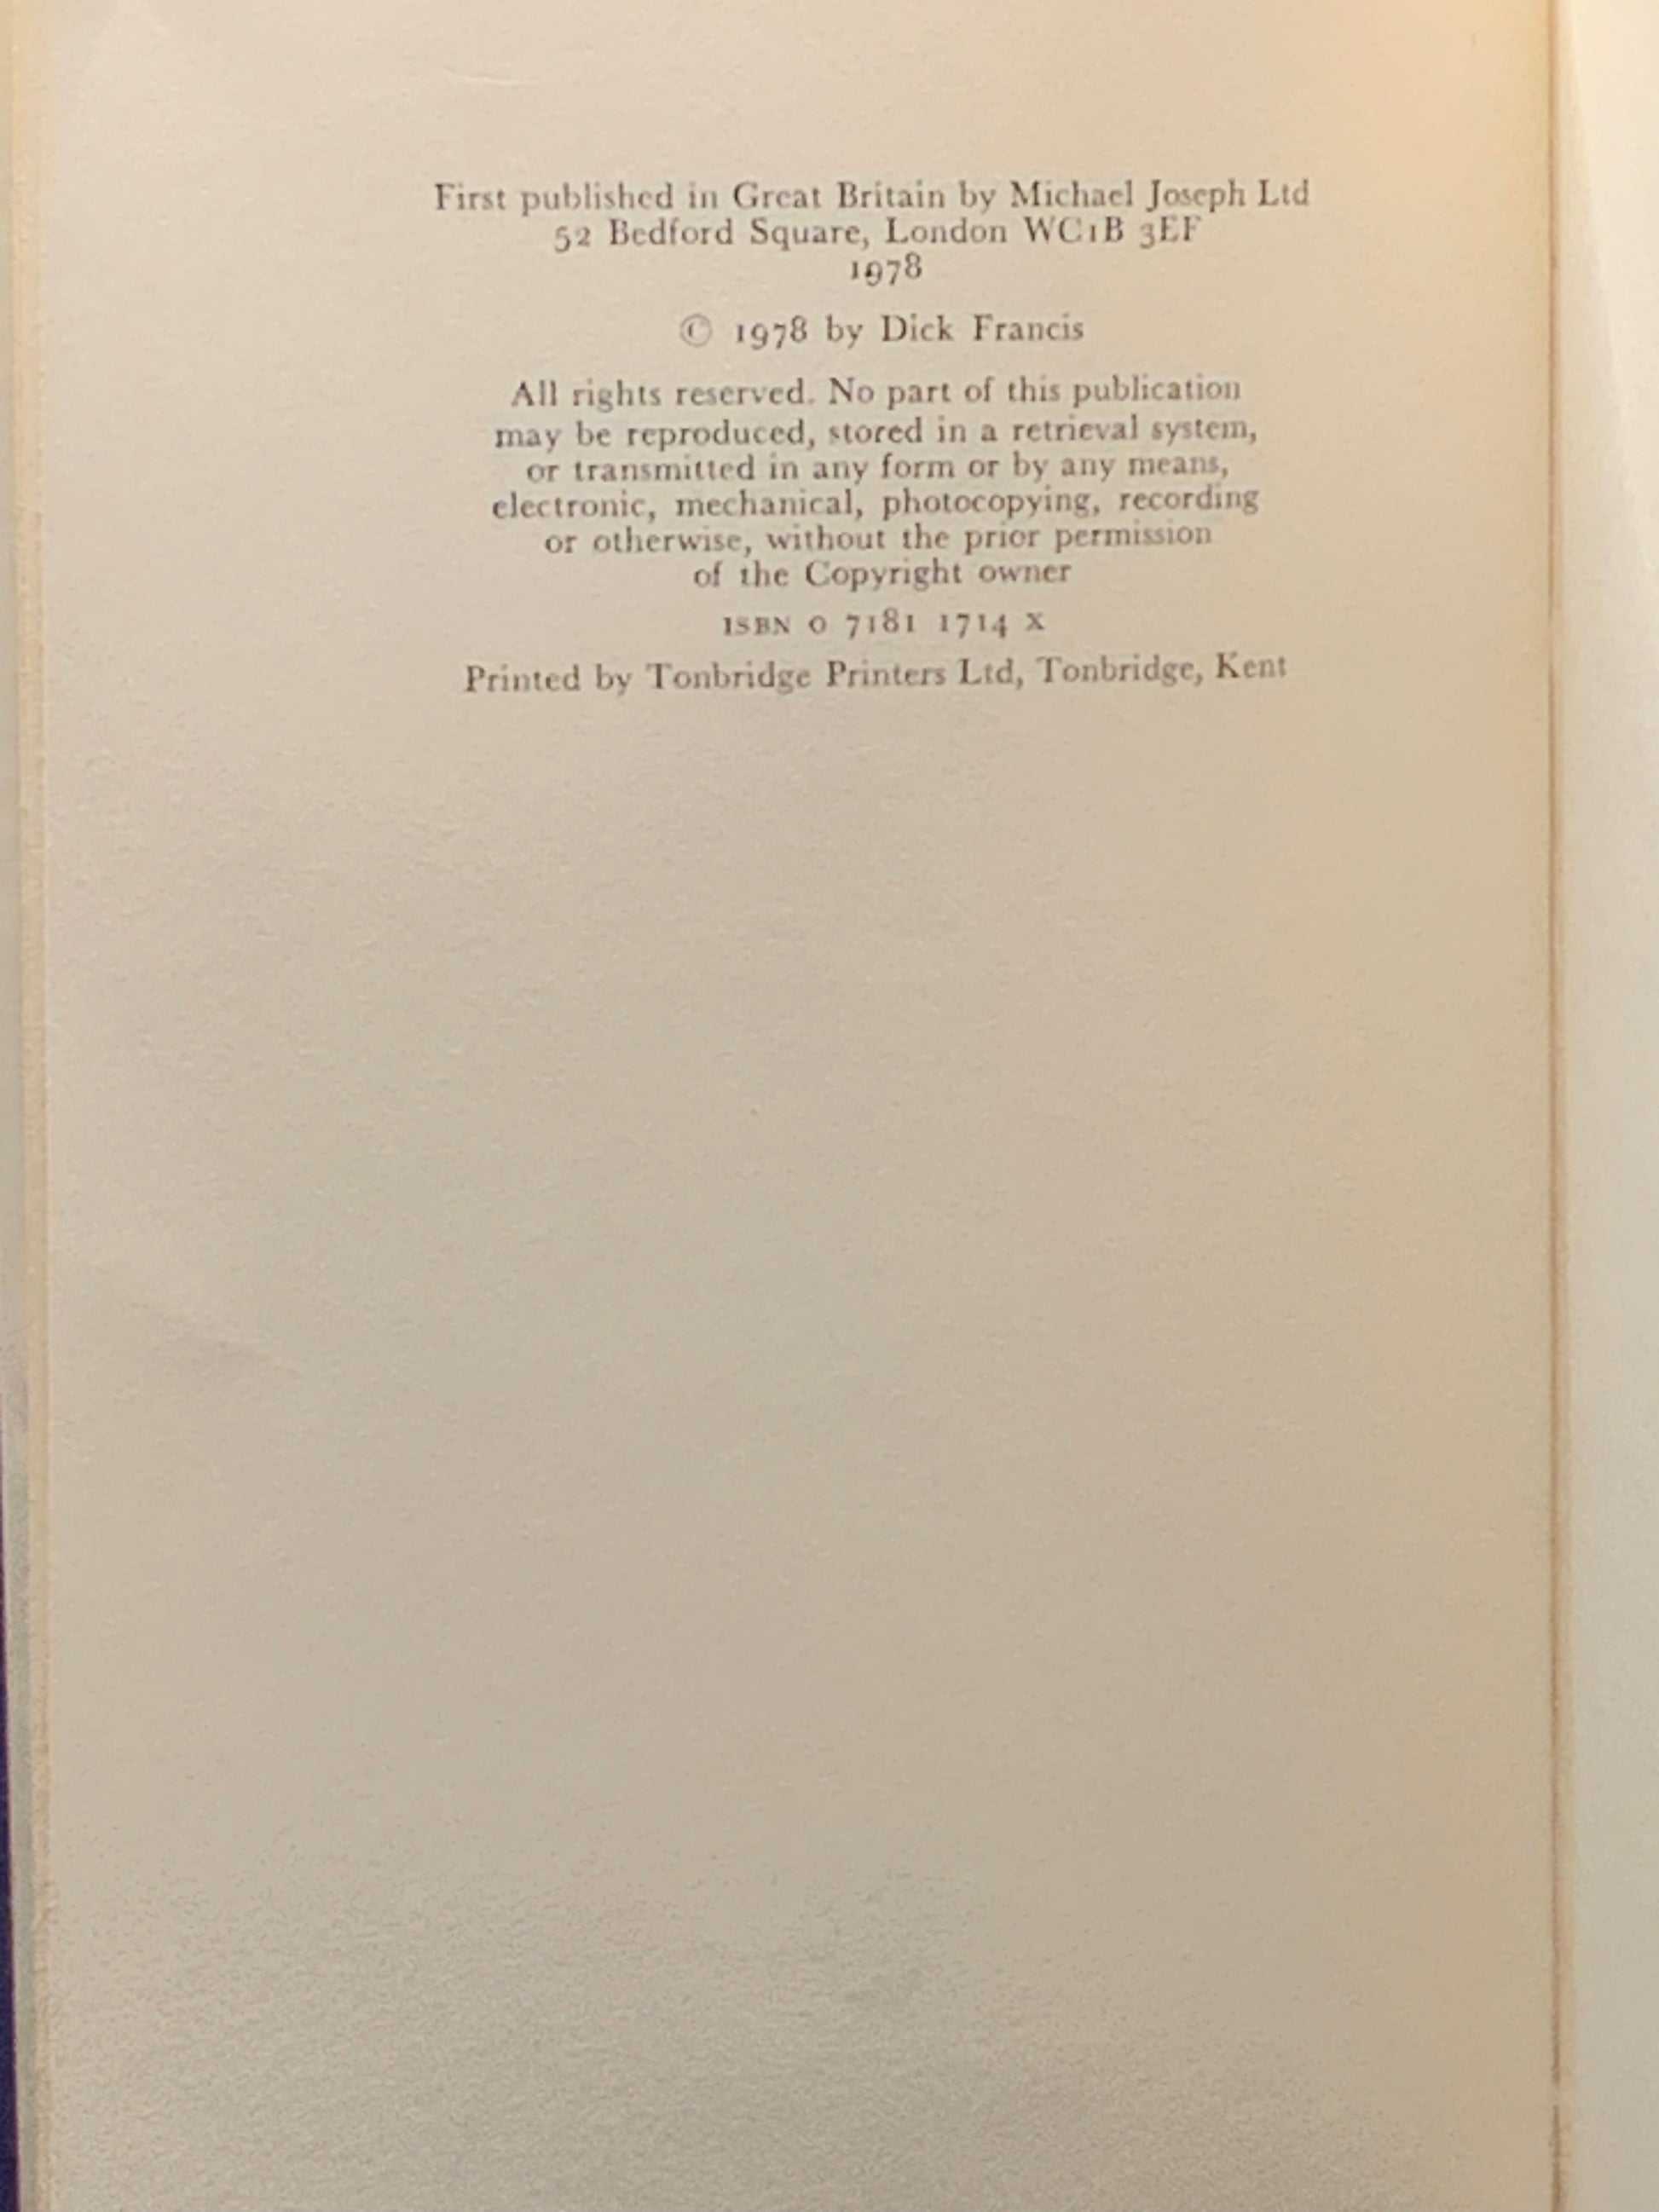 First published in Great Britain by Michael Joseph Ltd
52 Bedford Square, London WC1B 3EF
1978
© 1978 by Dick Francis
All rights reserved. No part of this publication
may be reproduced, stored in a retrieval system,
or transmitted in any form or by any means,
electronic, mechanical, photocopying, recording
or otherwise, without the prior permission
of the Copyright owner
ISBN 0 7181 1714 X
Printed by Tonbridge Printers Ltd, Tonbridge, Kent